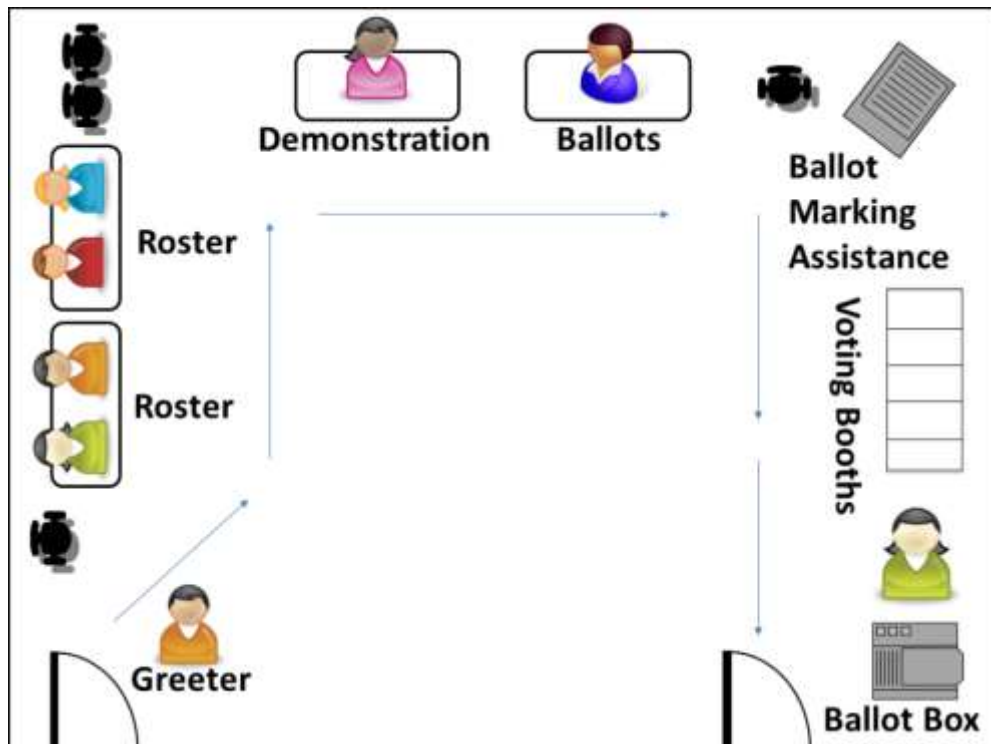 Demonstration
Ballots
Ballot
Marking
Assistance
Roster
Roster
Voting Booths
Greeter
Ballot Box